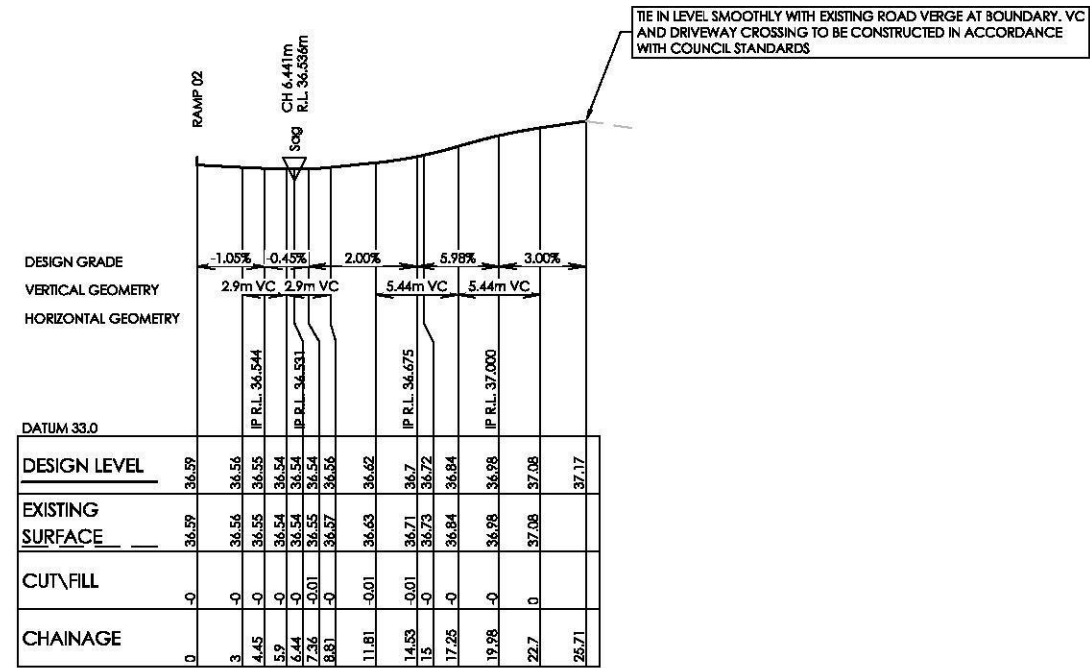 TIE IN LEVEL SMOOTHLY WITH EXISTING ROAD VERGE AT BOUNDARY. VC
AND DRIVEWAY CROSSING TO BE CONSTRUCTED IN ACCORDANCE
WITH COUNCIL STANDARDS
RAMP 02
Sag
CH 6.441m
R.L. 36.536m
DESIGN GRADE -1.05% -0.45% 2.00% 5.98% 3.00%
VERTICAL GEOMETRY 2.9m VC 2.9m VC 5.44m VC 5.44m VC
HORIZONTAL GEOMETRY
IP R.L. 36.544
IP R.L. 36.531
IP R.L. 36.675
IP R.L. 37.000
DATUM 33.0
DESIGN LEVEL 36.59 36.56 36.55 36.54 36.54 36.54 36.56 36.62 36.7 36.72 36.84 36.98 37.08 37.17
EXISTING
SURFACE 36.59 36.56 36.55 36.54 36.54 36.55 36.57 36.63 36.71 36.73 36.84 36.98 37.08
CUT\FILL -0 -0 -0 -0 -0 -0.01 -0 -0.01 -0.01 -0 -0 -0 0
CHAINAGE 0 3 4.45 5.9 6.44 7.36 8.81 11.81 14.53 15 17.25 19.98 22.7 25.71